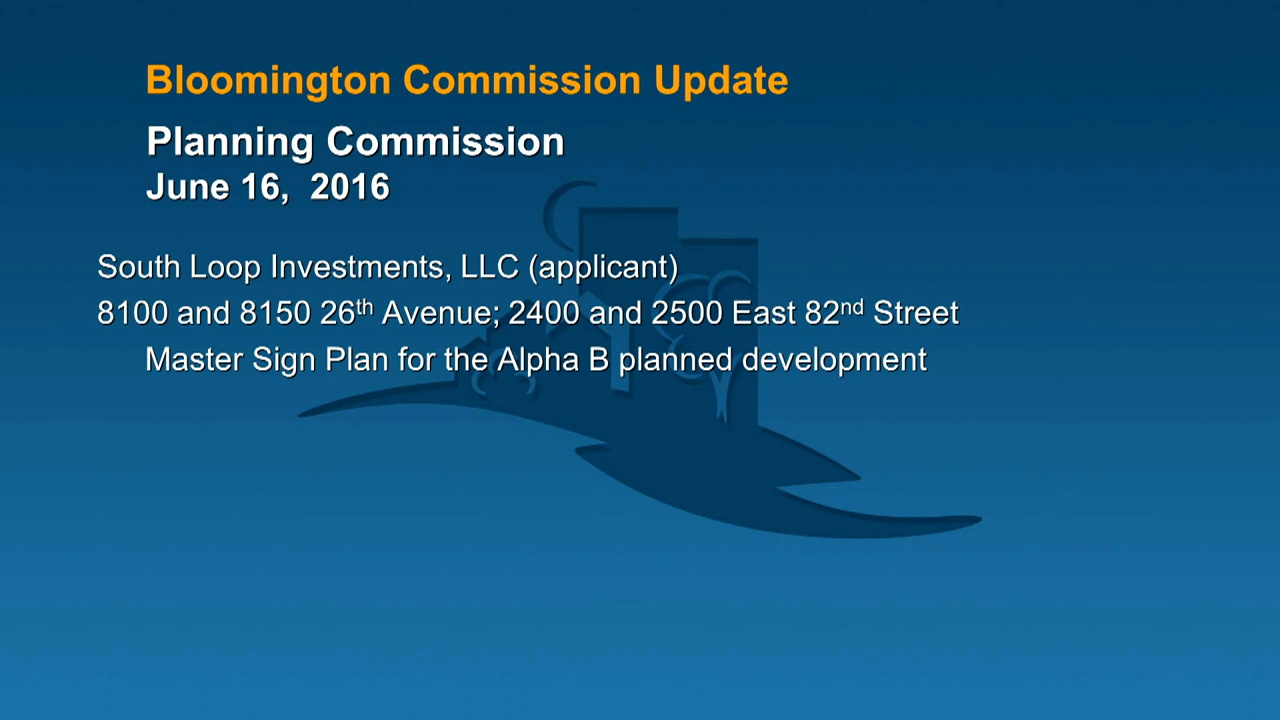 Bloomington Commission Update
Planning Commission
June 16,  2016
South Loop Investments, LLC (applicant)
8100 and 8150 26th Avenue; 2400 and 2500 East 82nd Street
Master Sign Plan for the Alpha B planned development